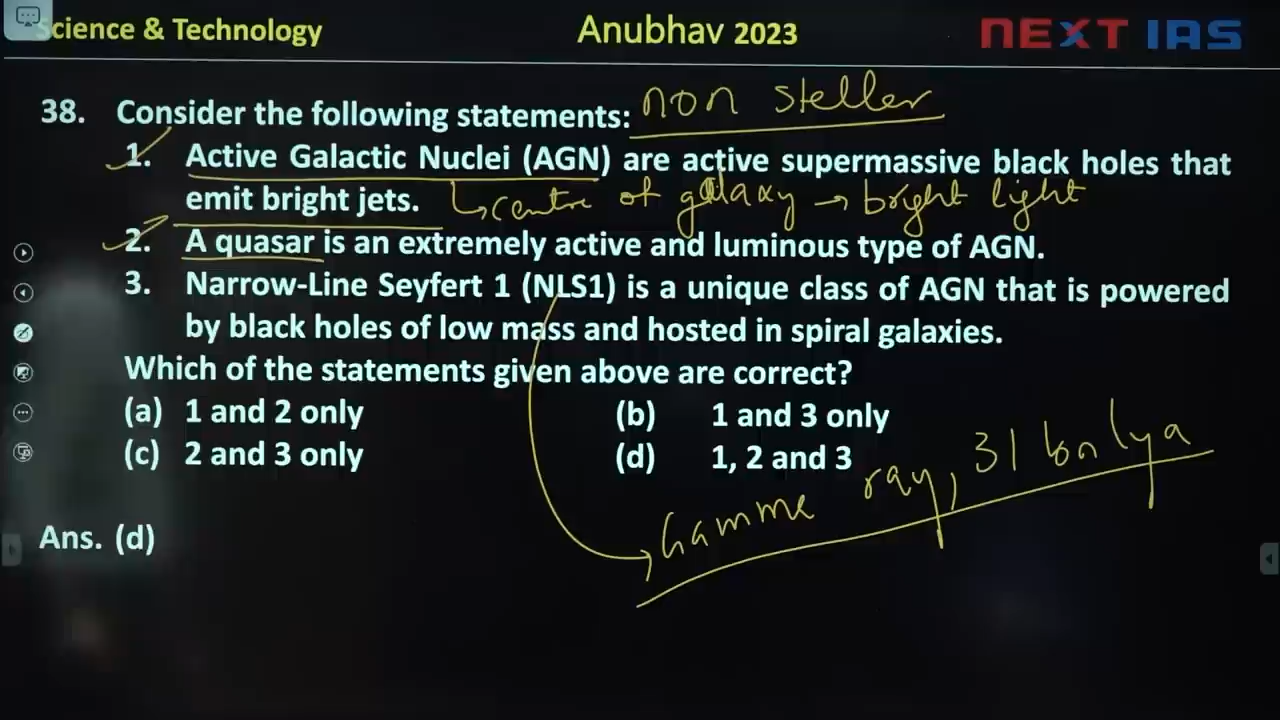 Science & Technology
Anubhav 2023
NEXT IAS
38. Consider the following statements: non steller
1. Active Galactic Nuclei (AGN) are active supermassive black holes that
emit bright jets. ↳ centre of galaxy → bright light
2. A quasar is an extremely active and luminous type of AGN.
3. Narrow-Line Seyfert 1 (NLS1) is a unique class of AGN that is powered
by black holes of low mass and hosted in spiral galaxies.
Which of the statements given above are correct?
(a) 1 and 2 only (b) 1 and 3 only
(c) 2 and 3 only (d) 1, 2 and 3
Gamme ray, 31
Ans. (d)